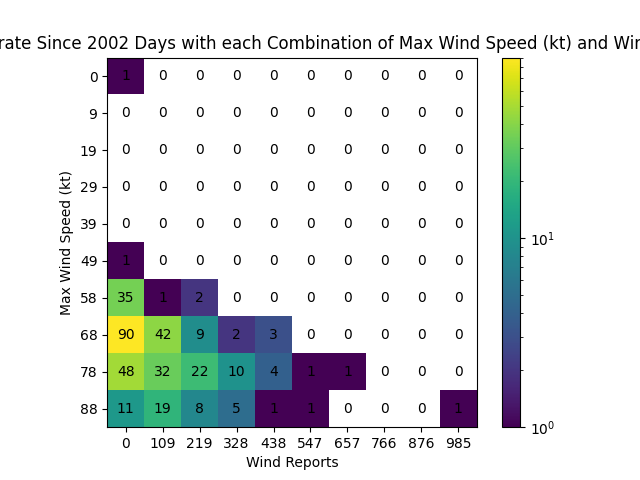 rate Since 2002 Days with each Combination of Max Wind Speed (kt) and Wi
Max Wind Speed (kt)
0 1 0 0 0 0 0 0 0 0 0
9 0 0 0 0 0 0 0 0 0 0
19 0 0 0 0 0 0 0 0 0 0
29 0 0 0 0 0 0 0 0 0 0
39 0 0 0 0 0 0 0 0 0 0
49 1 0 0 0 0 0 0 0 0 0
58 35 1 2 0 0 0 0 0 0 0
68 90 42 9 2 3 0 0 0 0 0
78 48 32 22 10 4 1 1 0 0 0
88 11 19 8 5 1 1 0 0 0 1
0 109 219 328 438 547 657 766 876 985
Wind Reports
10¹
10⁰